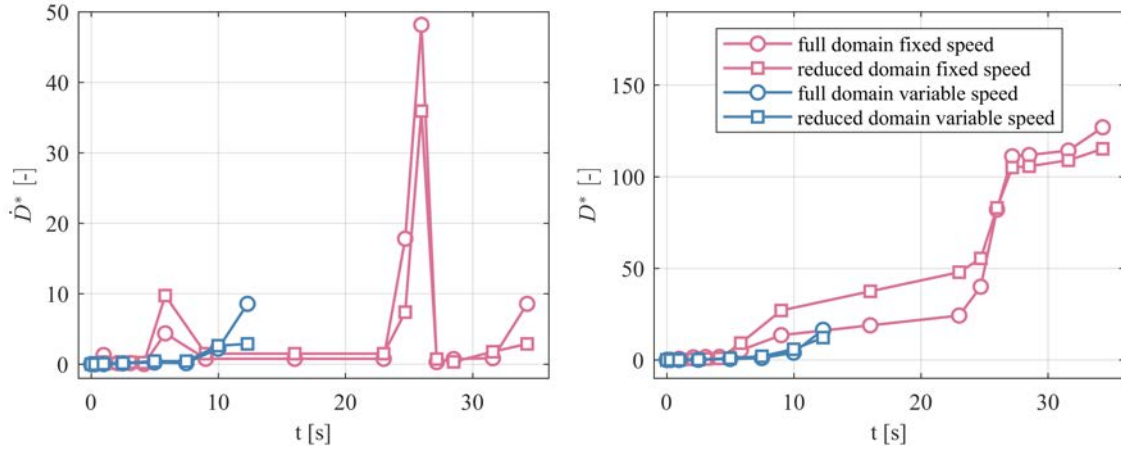 50
40
30
20
10
0
Ḋ* [-]
0
10
20
30
t [s]
full domain fixed speed
reduced domain fixed speed
full domain variable speed
reduced domain variable speed
150
100
50
0
D* [-]
0
10
20
30
t [s]